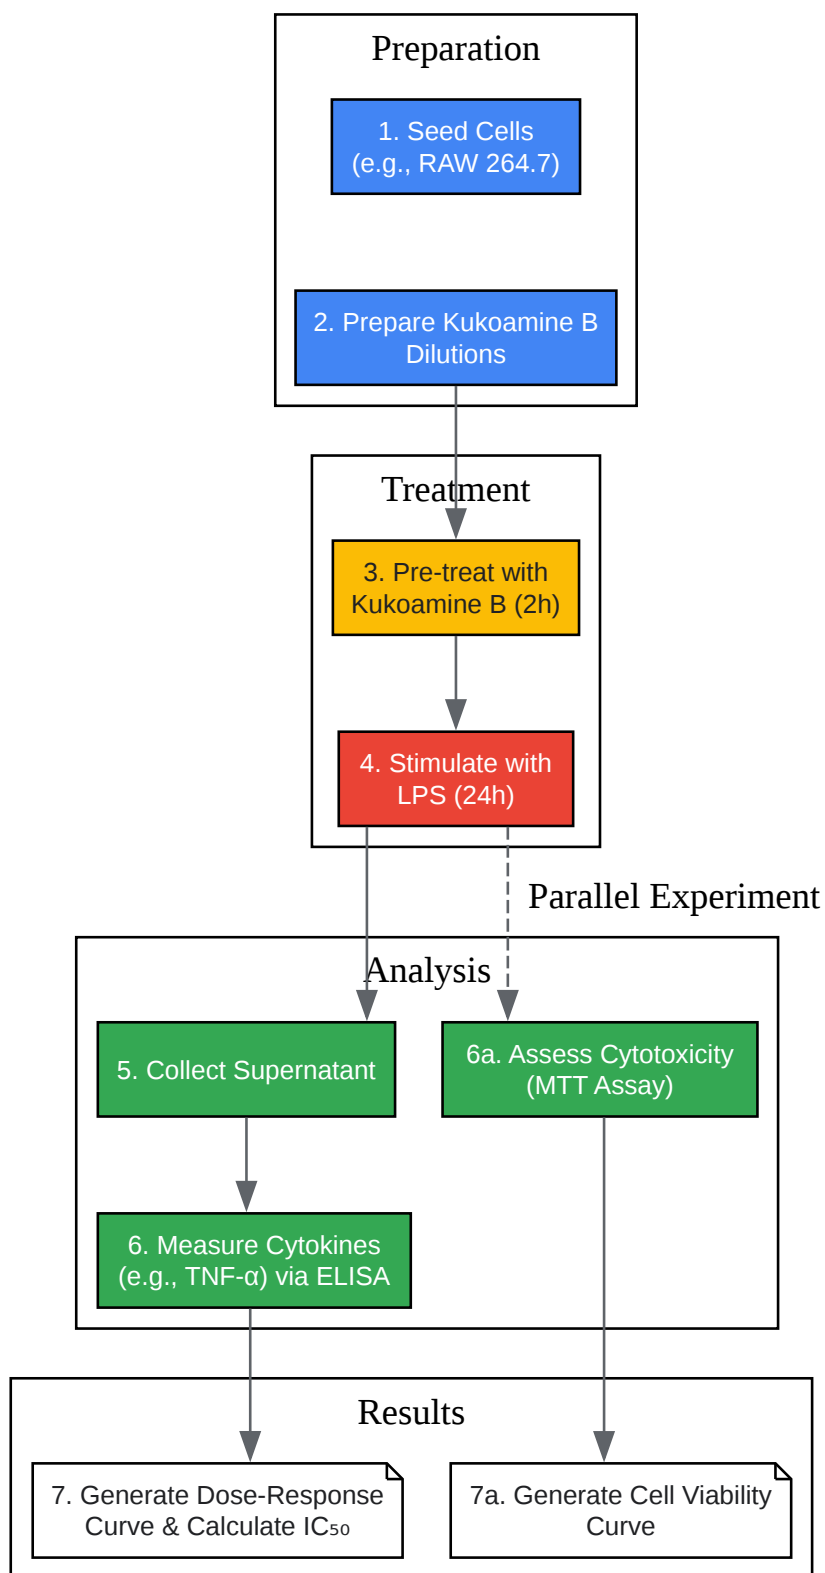 Preparation
1. Seed Cells
(e.g., RAW 264.7)
2. Prepare Kukoamine B
Dilutions
Treatment
3. Pre-treat with
Kukoamine B (2h)
4. Stimulate with
LPS (24h)
Parallel Experiment
Analysis
5. Collect Supernatant
6a. Assess Cytotoxicity
(MTT Assay)
6. Measure Cytokines
(e.g., TNF-α) via ELISA
Results
7. Generate Dose-Response
Curve & Calculate IC₅₀
7a. Generate Cell Viability
Curve